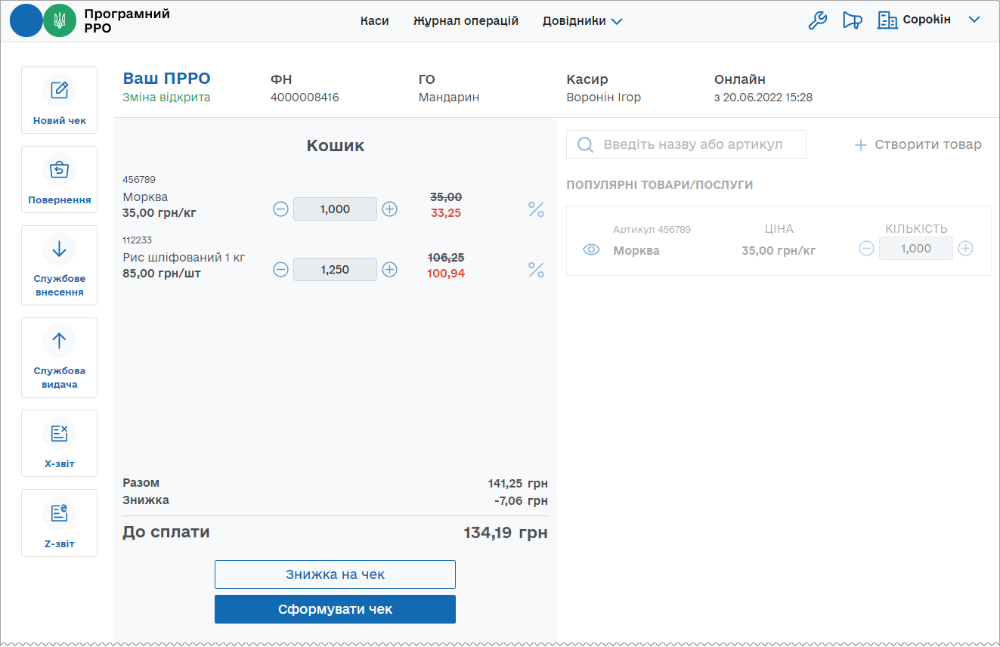 Програмний
РРО
Каси
Журнал операцій
Довідники
Сорокін
Новий чек
Повернення
Службове
внесення
Службова
видача
X-звіт
Z-звіт
Ваш ПРРО
Зміна відкрита
ФН
4000008416
ГО
Мандарин
Касир
Воронін Ігор
Онлайн
з 20.06.2022 15:28
Кошик
456789
Морква
35,00 грн/кг
1,000
35,00
33,25
112233
Рис шліфований 1 кг
85,00 грн/шт
1,250
106,25
100,94
Разом 141,25 грн
Знижка -7,06 грн
До сплати 134,19 грн
Знижка на чек
Сформувати чек
Введіть назву або артикул
Створити товар
ПОПУЛЯРНІ ТОВАРИ/ПОСЛУГИ
Артикул 456789
Морква
ЦІНА
35,00 грн/кг
КІЛЬКІСТЬ
1,000